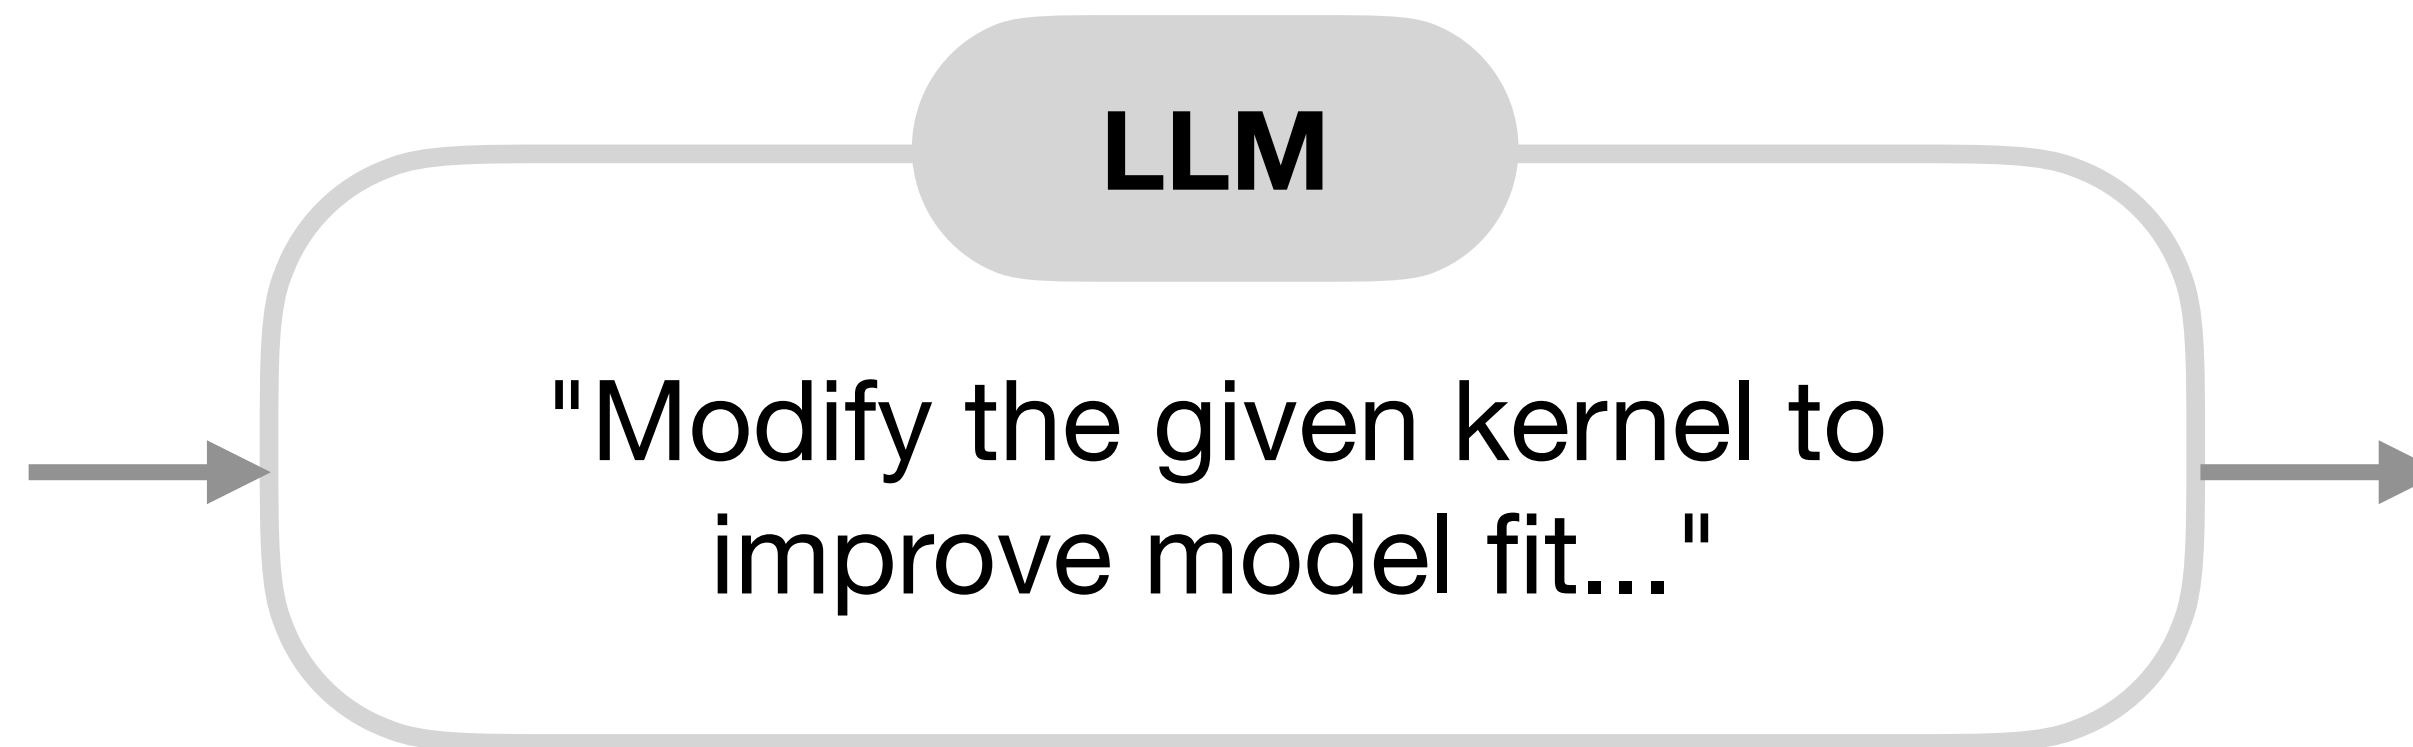 LLM
"Modify the given kernel to
improve model fit..."